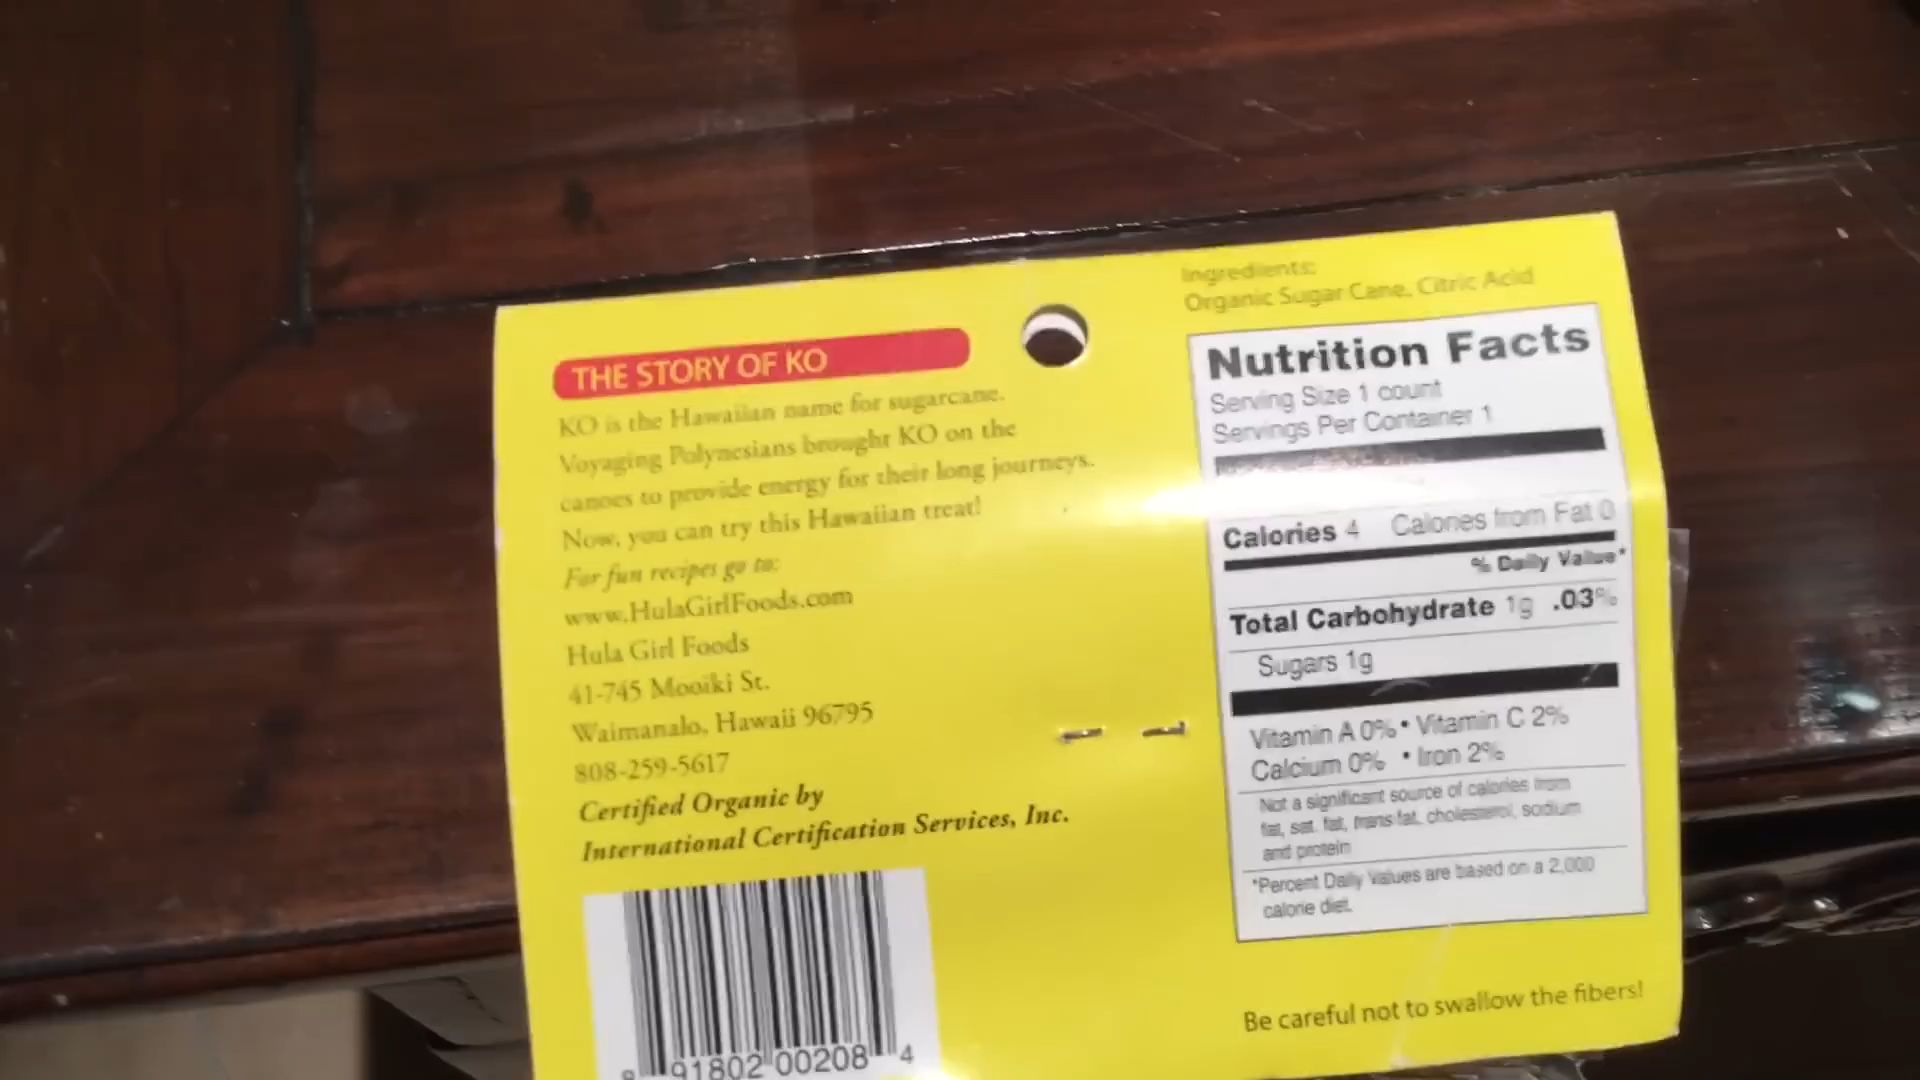 THE STORY OF KO
KO is the Hawaiian name for sugarcane.
Voyaging Polynesians brought KO on the
canoes to provide energy for their long journeys.
Now, you can try this Hawaiian treat!
For fun recipes go to:
www.HulaGirlFoods.com
Hula Girl Foods
41-745 Mooiki St.
Waimanalo, Hawaii 96795
808-259-5617
Certified Organic by
International Certification Services, Inc.
91802 00208 4
Ingredients:
Organic Sugar Cane, Citric Acid
Nutrition Facts
Serving Size 1 count
Servings Per Container 1
Calories 4 Calories from Fat 0
% Daily Value*
Total Carbohydrate 1g .03%
Sugars 1g
Vitamin A 0% • Vitamin C 2%
Calcium 0% • Iron 2%
Not a significant source of calories from
fat, sat. fat, trans fat, cholesterol, sodium
and protein
*Percent Daily Values are based on a 2,000
calorie diet.
Be careful not to swallow the fibers!